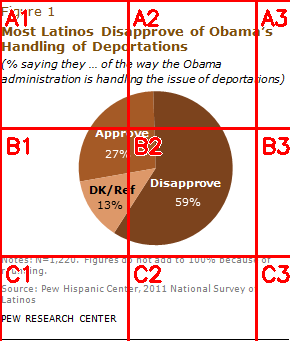 Figure 1
Most Latinos Disapprove of Obama's
Handling of Deportations
(% saying they ... of the way the Obama
administration is handling the issue of deportations)
Approve
27%
DK/Ref
13%
Disapprove
59%
Notes: N=1,220. Figures do not add to 100% because of
rounding.
Source: Pew Hispanic Center, 2011 National Survey of
Latinos
PEW RESEARCH CENTER
A1
A2
A3
B1
B2
B3
C1
C2
C3